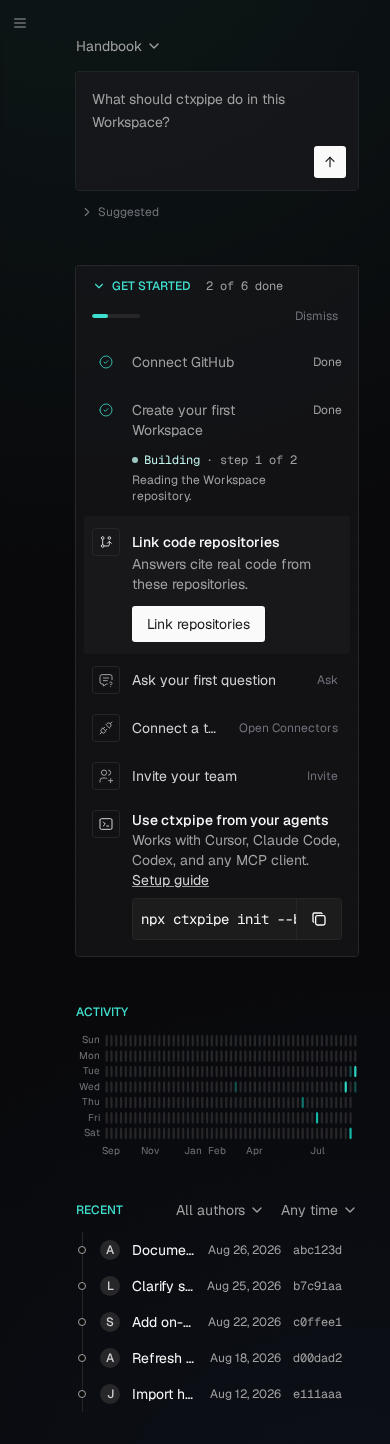 Handbook
What should ctxpipe do in this
Workspace?
Suggested
GET STARTED 2 of 6 done
Dismiss
Connect GitHub Done
Create your first Done
Workspace
Building · step 1 of 2
Reading the Workspace
repository.
Link code repositories
Answers cite real code from
these repositories.
Link repositories
Ask your first question Ask
Connect a t... Open Connectors
Invite your team Invite
Use ctxpipe from your agents
Works with Cursor, Claude Code,
Codex, and any MCP client.
Setup guide
npx ctxpipe init --b
ACTIVITY
Sun
Mon
Tue
Wed
Thu
Fri
Sat
Sep Nov Jan Feb Apr Jul
RECENT All authors Any time
A Docume... Aug 26, 2026 abc123d
L Clarify s... Aug 25, 2026 b7c91aa
S Add on-... Aug 22, 2026 c0ffee1
A Refresh ... Aug 18, 2026 d00dad2
J Import h... Aug 12, 2026 e111aaa